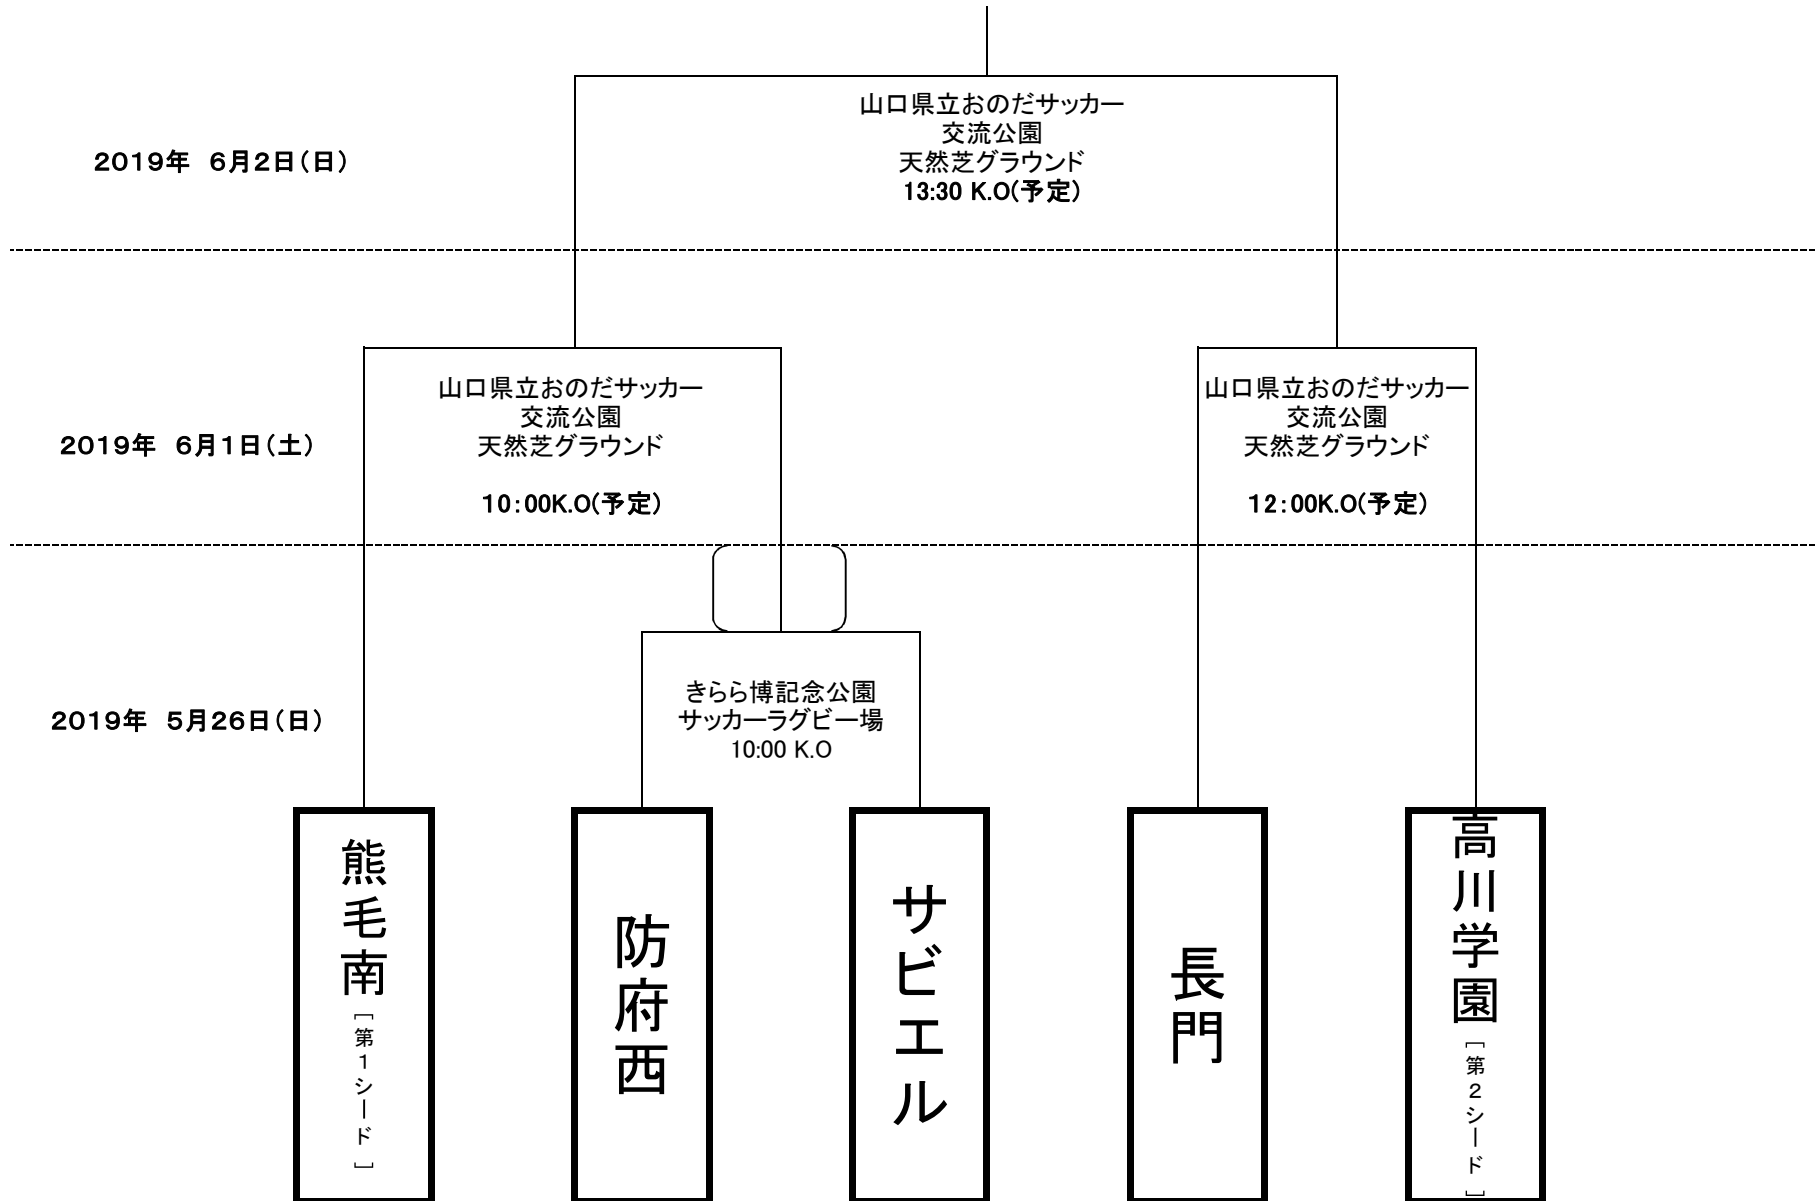 山口県立おのだサッカー
交流公園
天然芝グラウンド
13:30 K.O(予定)
2019年 6月2日(日)
山口県立おのだサッカー
交流公園
天然芝グラウンド
10:00K.O(予定)
山口県立おのだサッカー
交流公園
天然芝グラウンド
12:00K.O(予定)
2019年 6月1日(土)
きらら博記念公園
サッカーラグビー場
10:00 K.O
2019年 5月26日(日)
熊毛南[第1シード]
防府西
サビエル
長門
高川学園[第2シード]